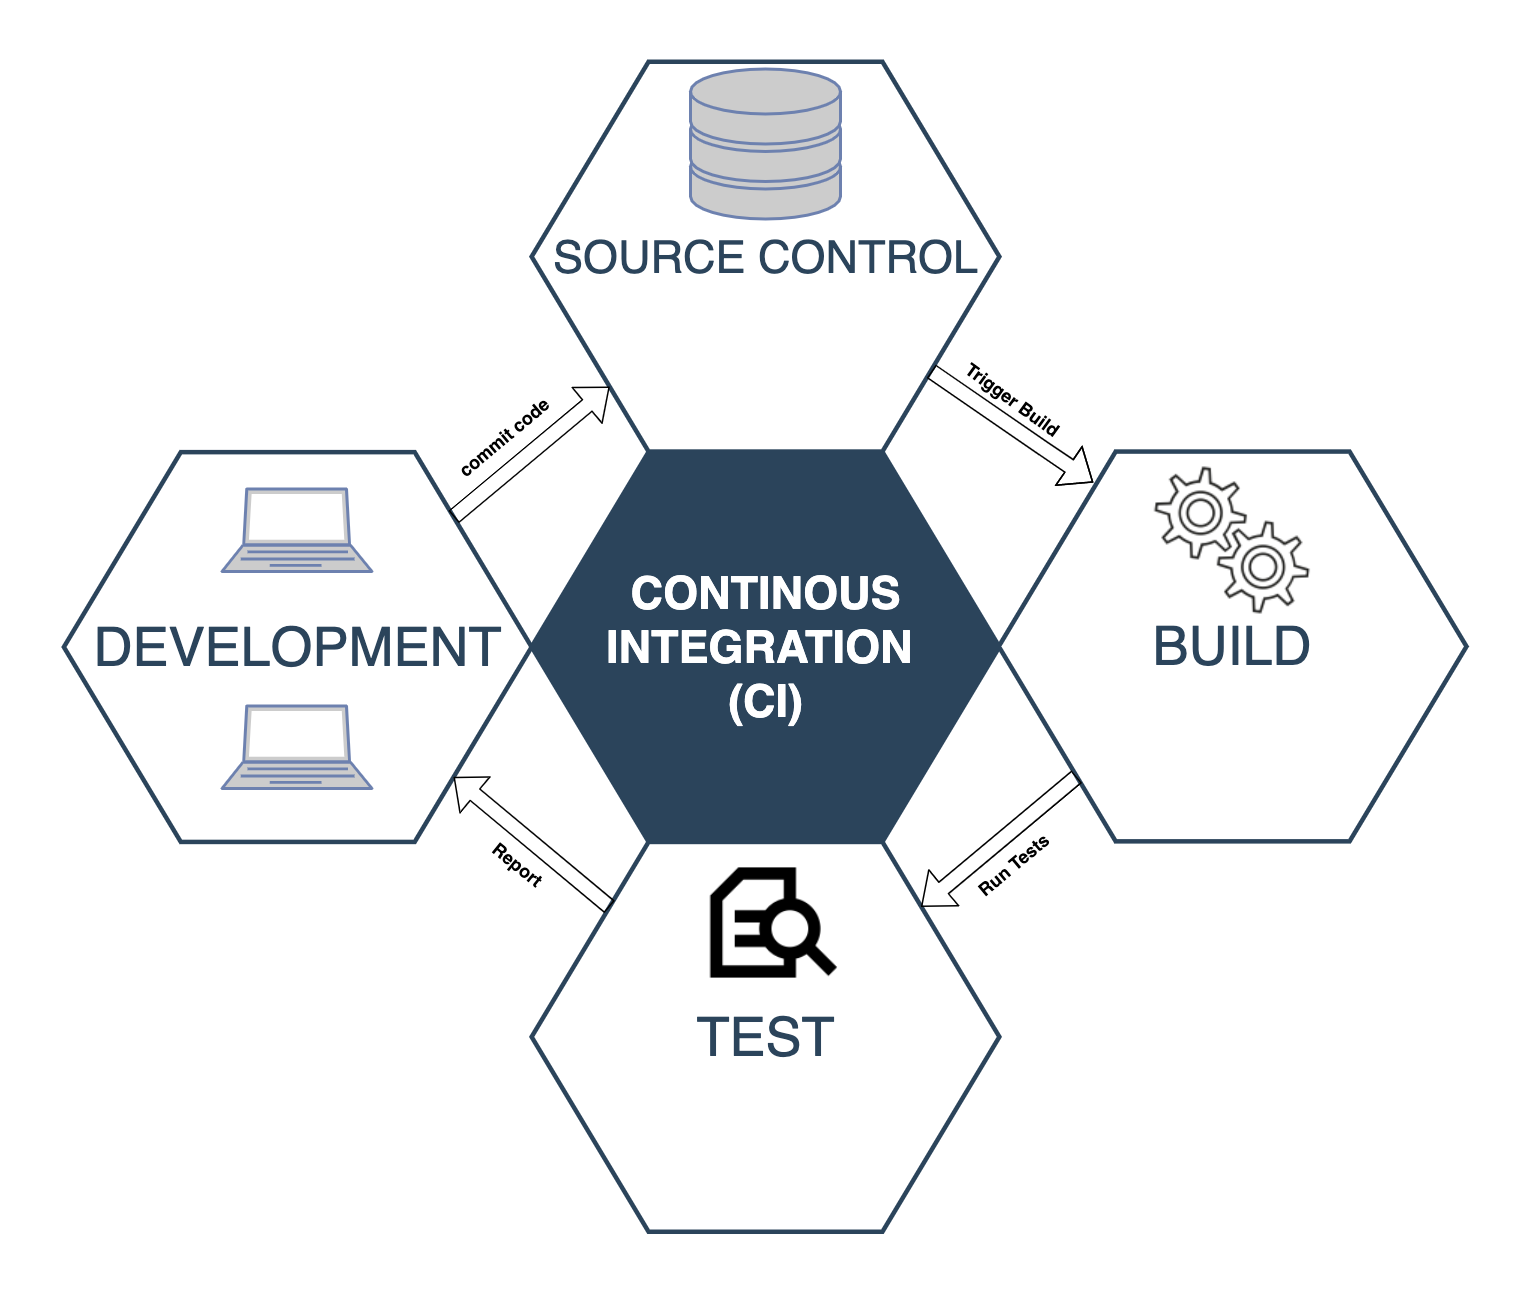 SOURCE CONTROL
Trigger Build
commit code
CONTINOUS
INTEGRATION
(CI)
DEVELOPMENT
BUILD
Report
Run Tests
TEST